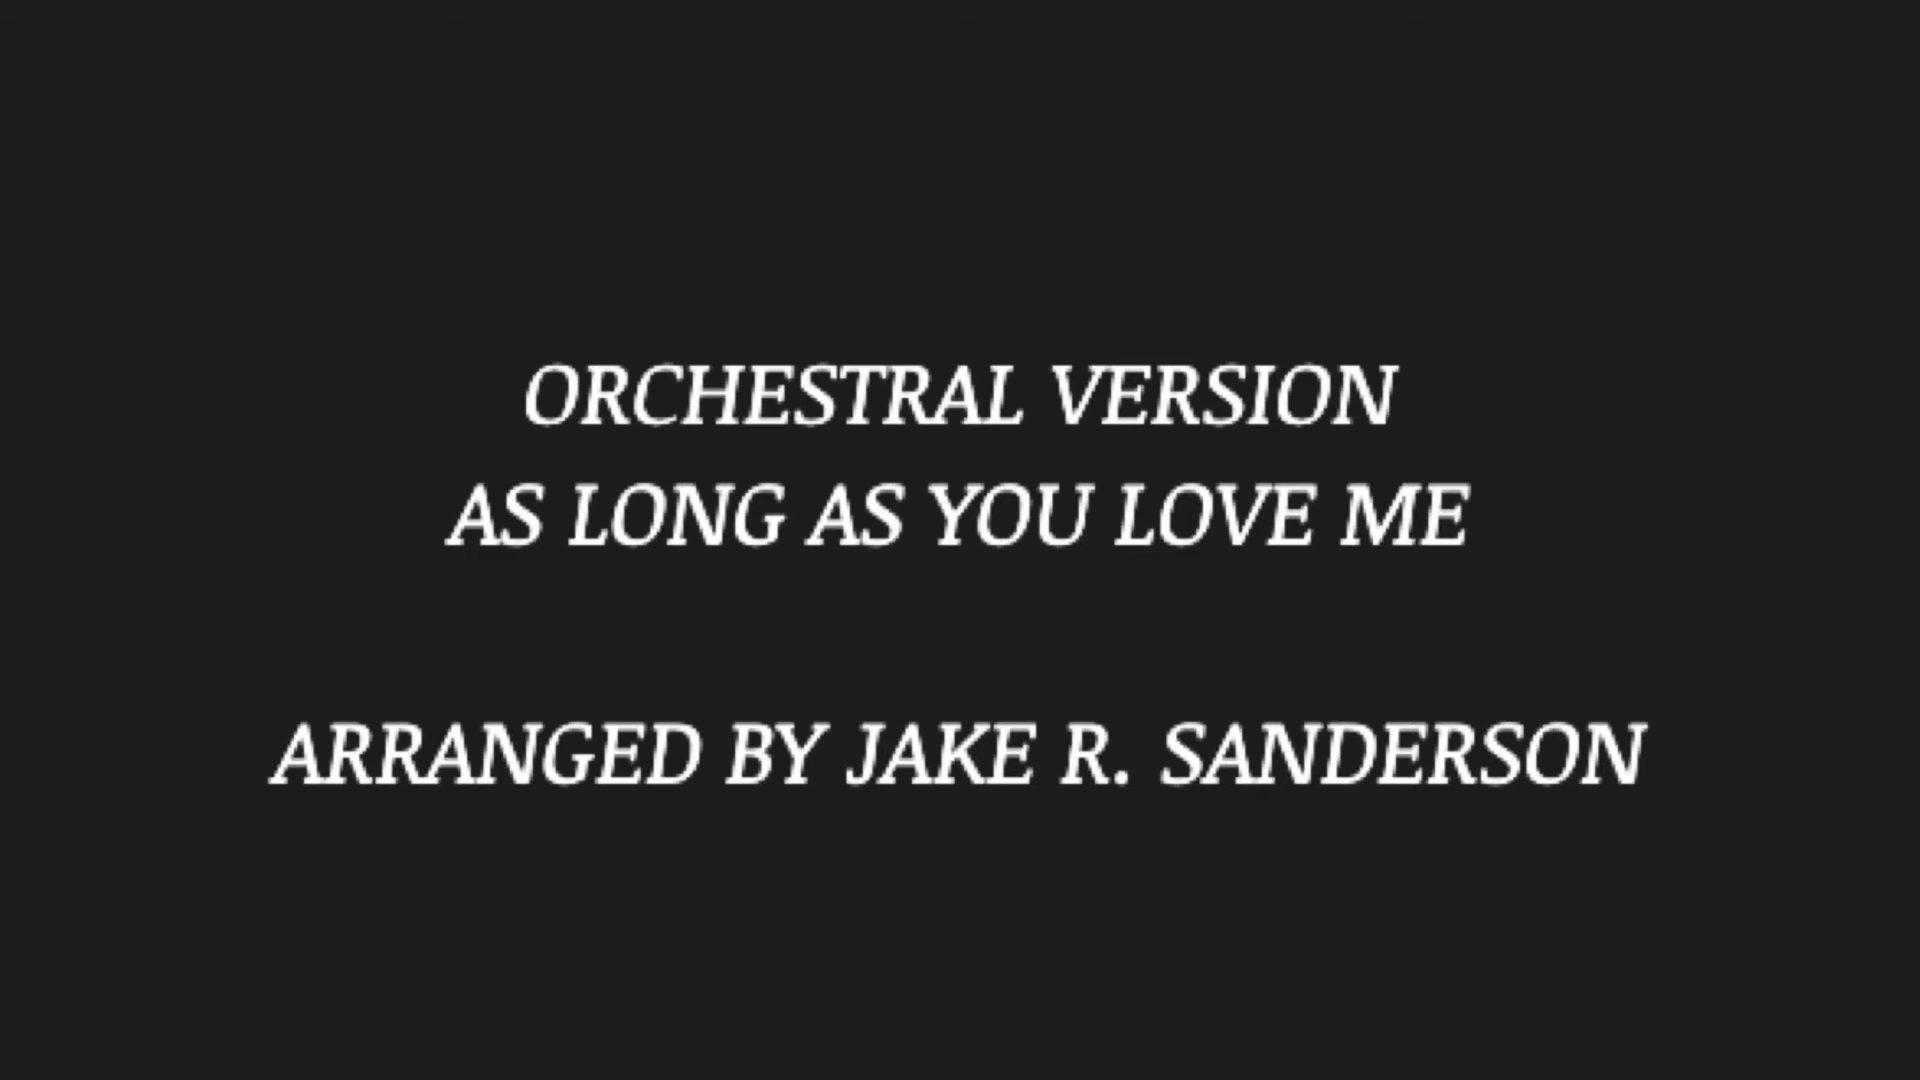 ORCHESTRAL VERSION
AS LONG AS YOU LOVE ME
ARRANGED BY JAKE R. SANDERSON